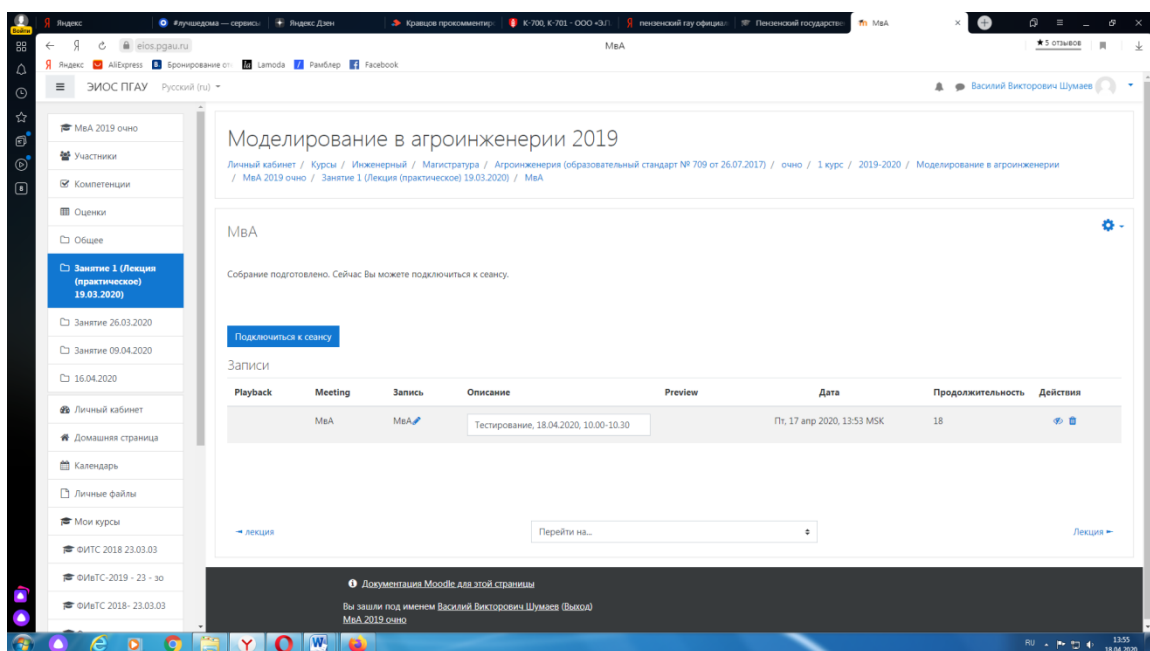 Яндекс
#лучшедома — сервисы
Яндекс Дзен
Кравцов прокомментир
К-700, К-701 - ООО «ЭЛ
пензенский гау официал
Пензенский государстве
МвА
Войти
eios.pgau.ru
МвА
★ 5 отзывов
Яндекс
AliExpress
Бронирование от
Lamoda
Рамблер
Facebook
ЭИОС ПГАУ Русский (ru)
Василий Викторович Шумаев
МвА 2019 очно
Участники
Компетенции
Оценки
Общее
Занятие 1 (Лекция
(практическое)
19.03.2020)
Занятие 26.03.2020
Занятие 09.04.2020
16.04.2020
Личный кабинет
Домашняя страница
Календарь
Личные файлы
Мои курсы
ФИТС 2018 23.03.03
ФИвТС-2019 - 23 - зо
ФИвТС 2018- 23.03.03
Моделирование в агроинженерии 2019
Личный кабинет / Курсы / Инженерный / Магистратура / Агроинженерия (образовательный стандарт № 709 от 26.07.2017) / очно / 1 курс / 2019-2020 / Моделирование в агроинженерии
/ МвА 2019 очно / Занятие 1 (Лекция (практическое) 19.03.2020) / МвА
МвА
Собрание подготовлено. Сейчас Вы можете подключиться к сеансу.
Подключиться к сеансу
Записи
Playback Meeting Запись Описание Preview Дата Продолжительность Действия
МвА МвА Тестирование, 18.04.2020, 10.00-10.30 Пт, 17 апр 2020, 13:53 MSK 18
◄ лекция
Перейти на...
Лекция ►
Документация Moodle для этой страницы
Вы зашли под именем Василий Викторович Шумаев (Выход)
МвА 2019 очно
RU
13:55
18.04.2020